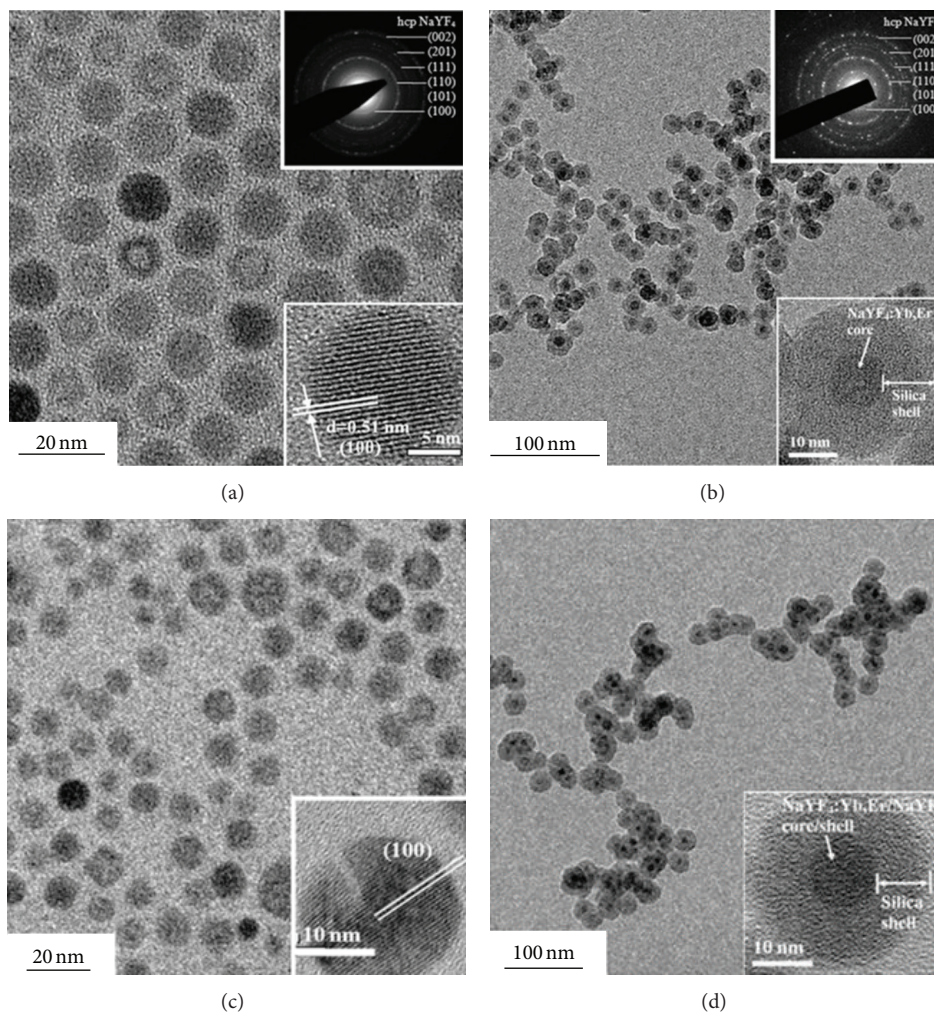 hcp NaYF₄
(002)
(201)
(111)
(110)
(101)
(100)
d=0.51 nm
(100)
5 nm
20 nm
(a)
hcp NaYF
(002)
(201
(111
(110
(101
(100)
NaYF₄:Yb,Er
core
Silica
shell
10 nm
100 nm
(b)
(100)
10 nm
20 nm
(c)
NaYF₄:Yb,Er/NaYF
core/shell
Silica
shell
10 nm
100 nm
(d)